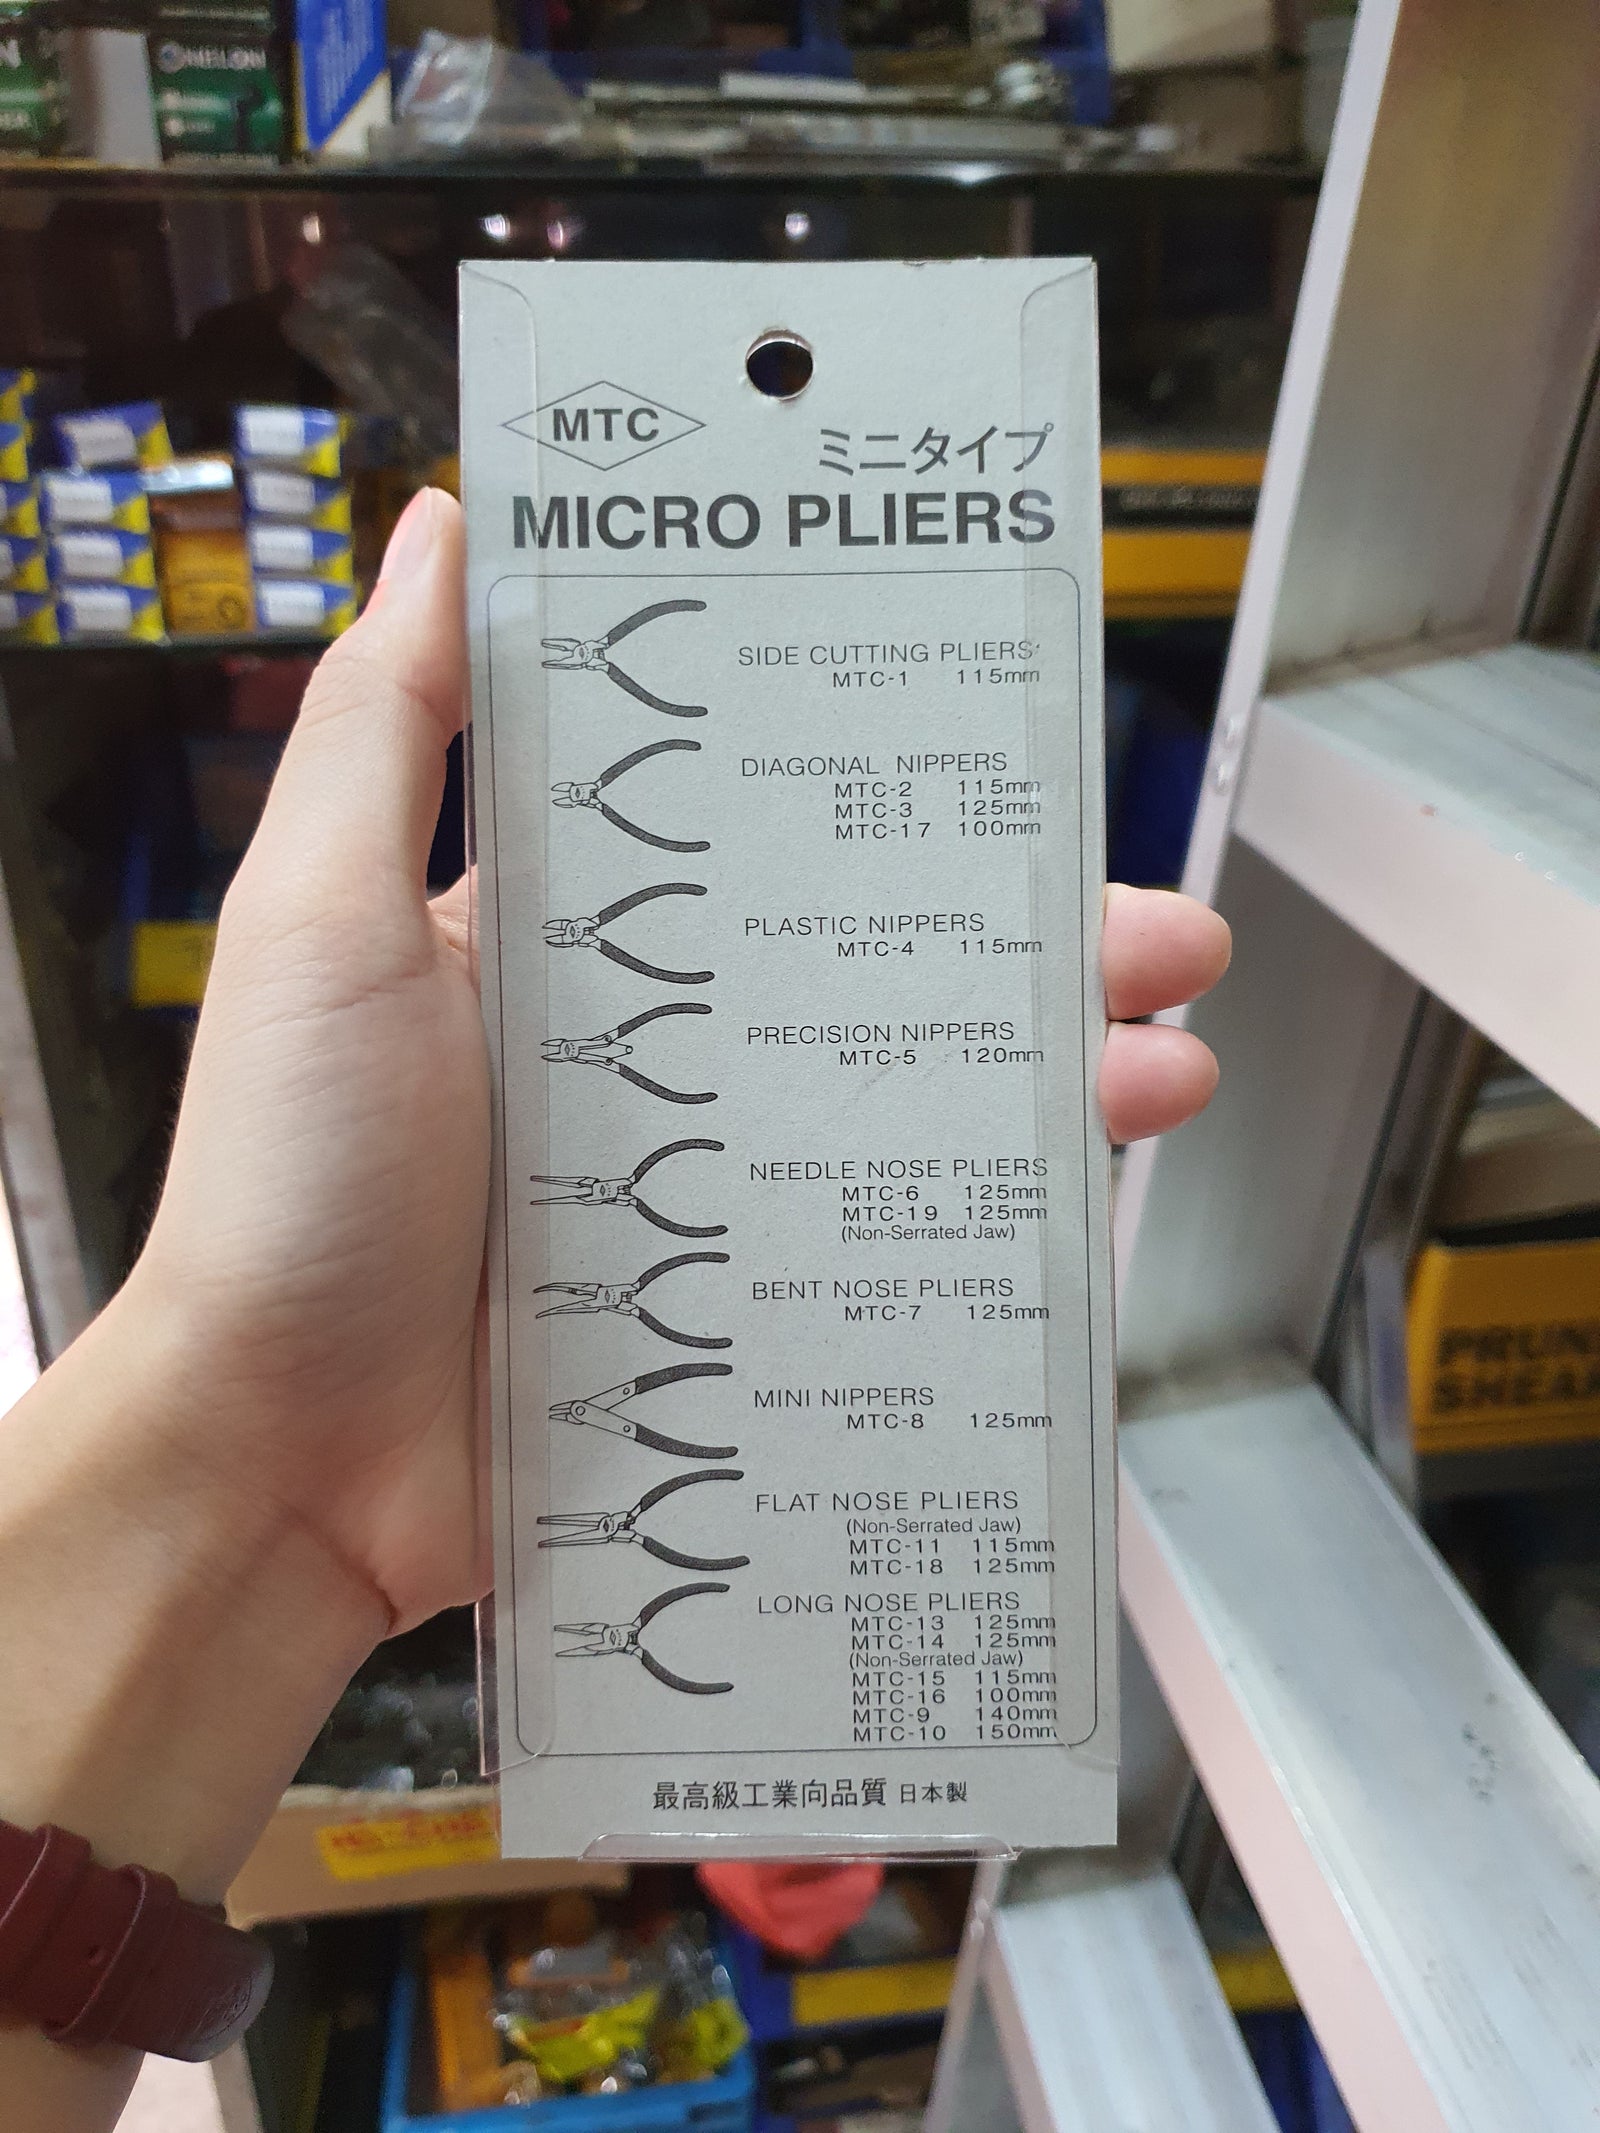 MELON
MTC
ミニタイプ
MICRO PLIERS
SIDE CUTTING PLIERS
MTC-1 115mm
DIAGONAL NIPPERS
MTC-2 115mm
MTC-3 125mm
MTC-17 100mm
PLASTIC NIPPERS
MTC-4 115mm
PRECISION NIPPERS
MTC-5 120mm
NEEDLE NOSE PLIERS
MTC-6 125mm
MTC-19 125mm
(Non-Serrated Jaw)
BENT NOSE PLIERS
MTC-7 125mm
MINI NIPPERS
MTC-8 125mm
FLAT NOSE PLIERS
(Non-Serrated Jaw)
MTC-11 115mm
MTC-18 125mm
LONG NOSE PLIERS
MTC-13 125mm
MTC-14 125mm
(Non-Serrated Jaw)
MTC-15 115mm
MTC-16 100mm
MTC-9 140mm
MTC-10 150mm
最高級工業向品質 日本製
PRUN
SHEA